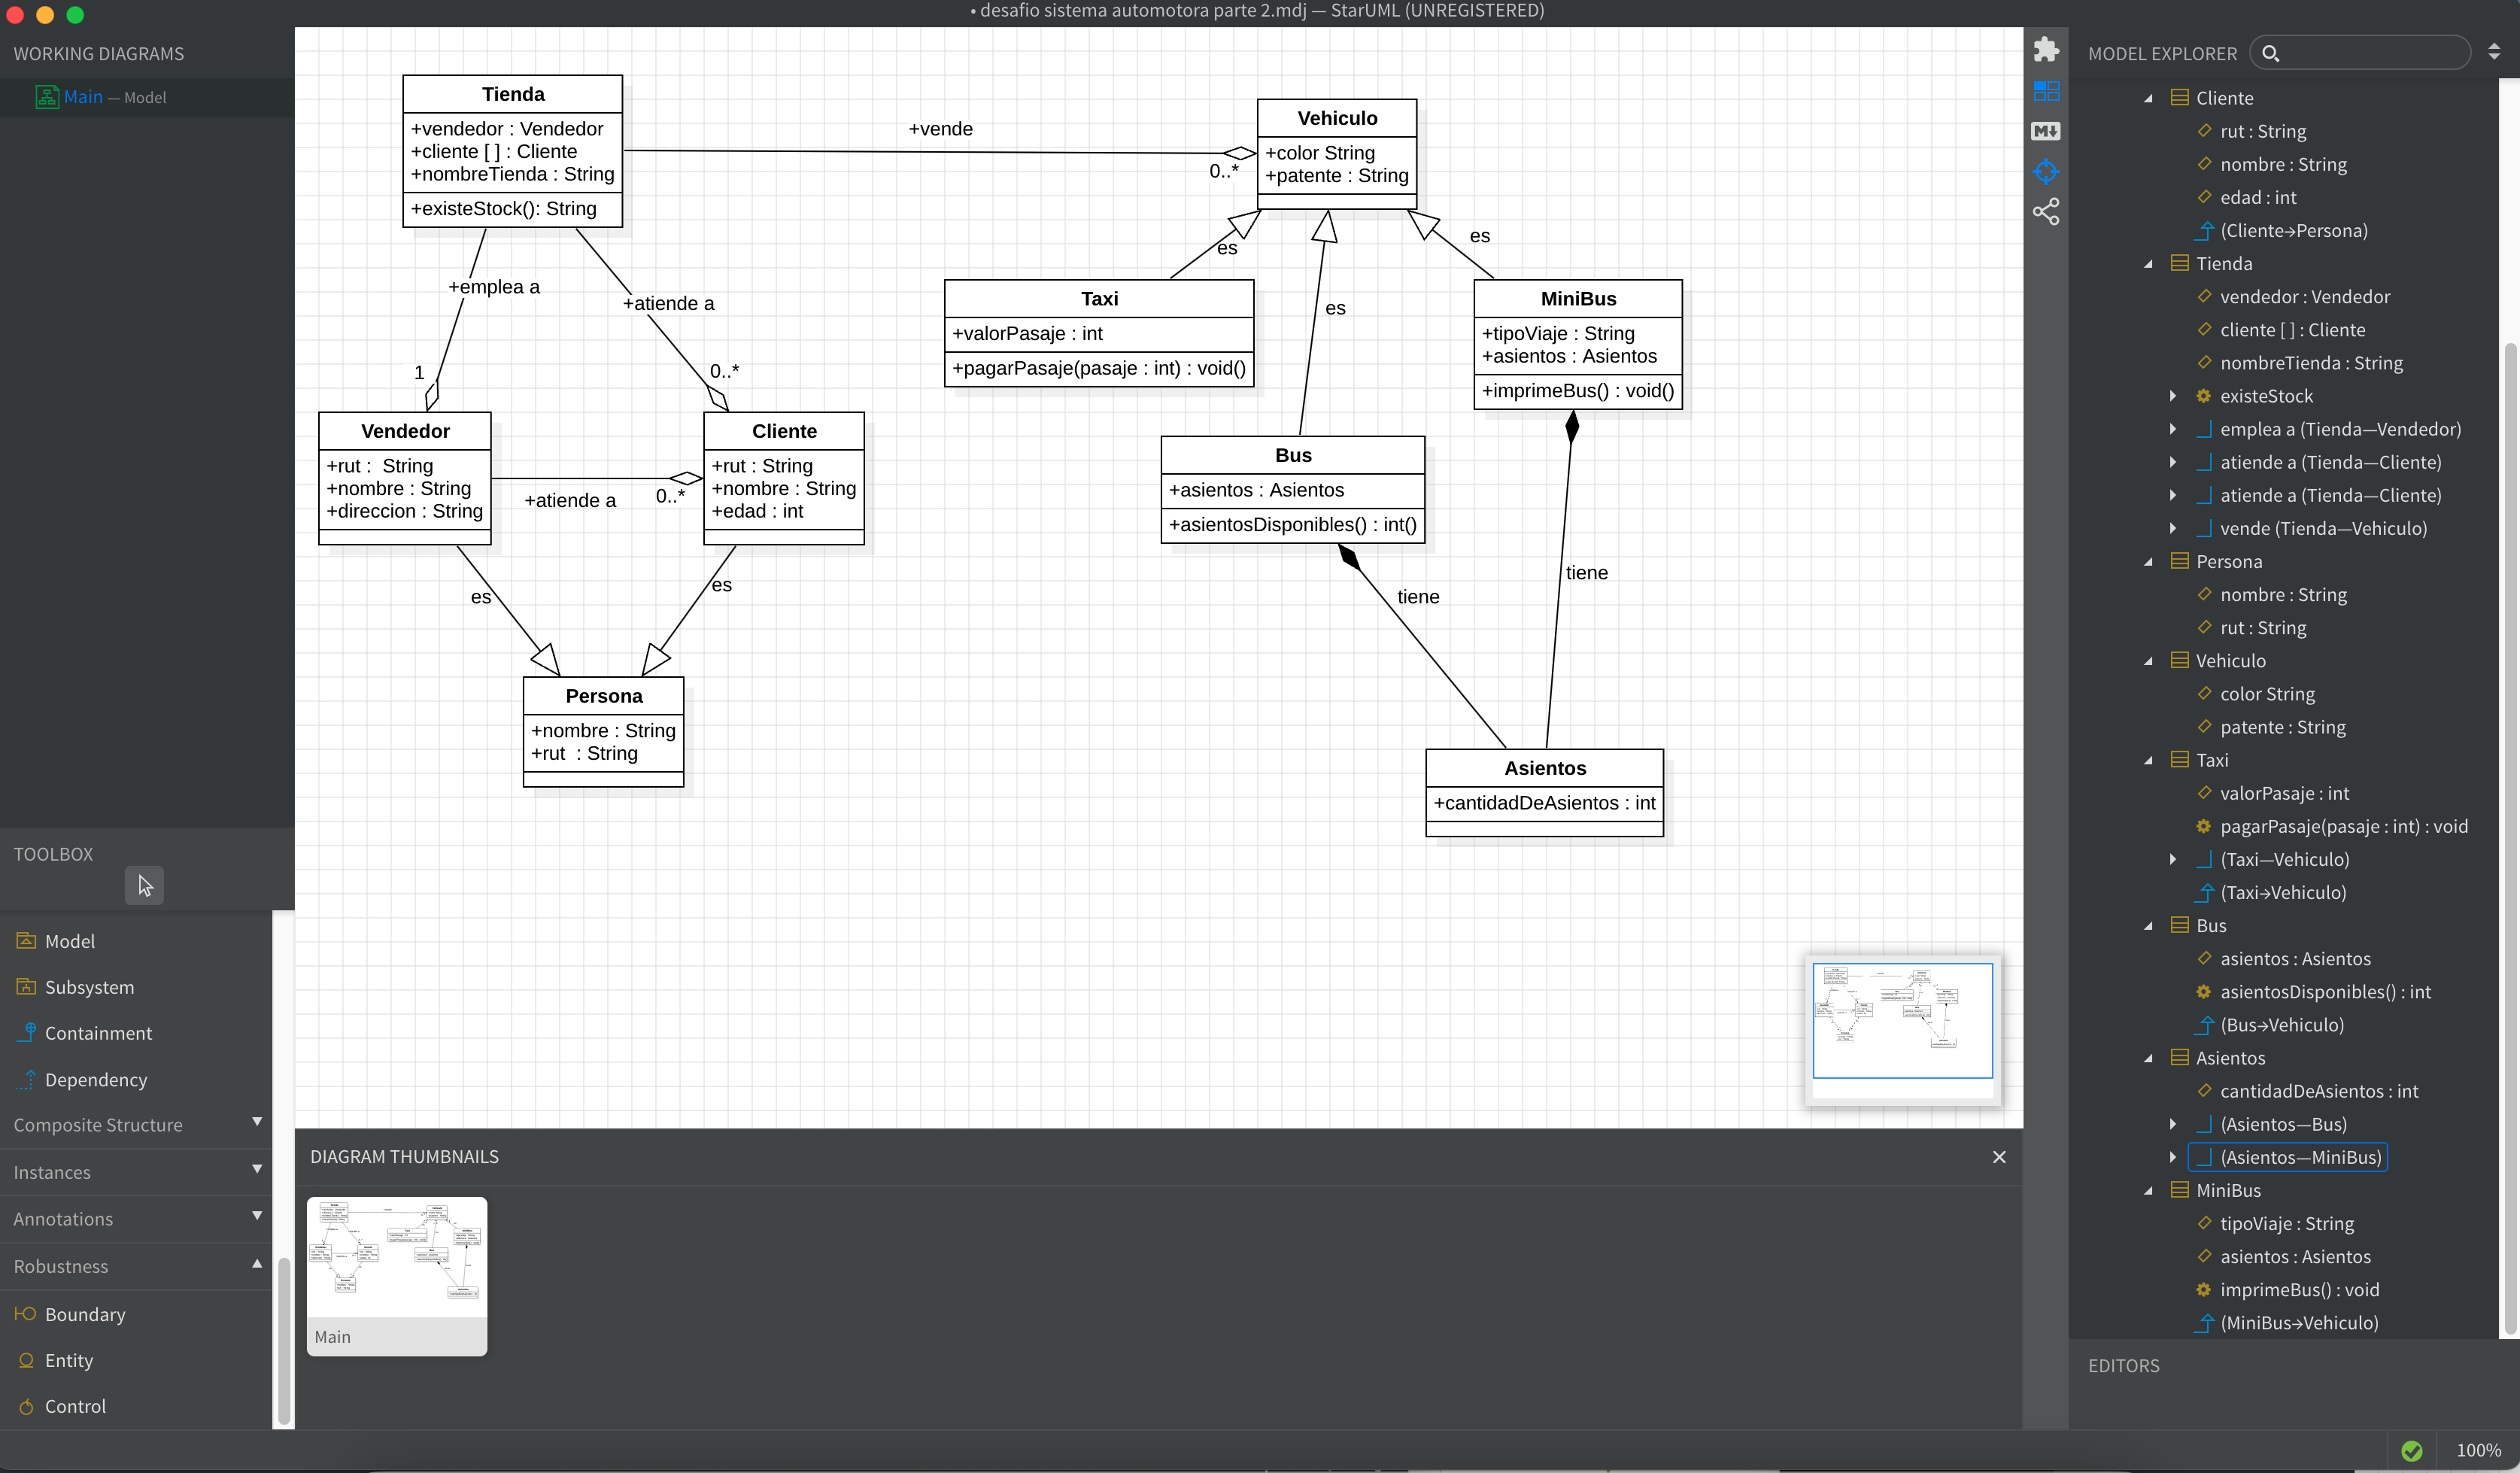 • desafio sistema automotora parte 2.mdj — StarUML (UNREGISTERED)
WORKING DIAGRAMS
Main — Model
TOOLBOX
Model
Subsystem
Containment
Dependency
Composite Structure
Instances
Annotations
Robustness
Boundary
Entity
Control
Tienda
+vendedor : Vendedor
+cliente [ ] : Cliente
+nombreTienda : String
+existeStock(): String
+vende
0..*
Vehiculo
+color String
+patente : String
+emplea a
1
+atiende a
0..*
es
es
es
Taxi
+valorPasaje : int
+pagarPasaje(pasaje : int) : void()
MiniBus
+tipoViaje : String
+asientos : Asientos
+imprimeBus() : void()
Vendedor
+rut :  String
+nombre : String
+direccion : String
+atiende a
0..*
Cliente
+rut : String
+nombre : String
+edad : int
Bus
+asientos : Asientos
+asientosDisponibles() : int()
es
es
tiene
tiene
Persona
+nombre : String
+rut  : String
Asientos
+cantidadDeAsientos : int
DIAGRAM THUMBNAILS
Main
MODEL EXPLORER
Cliente
rut : String
nombre : String
edad : int
(Cliente→Persona)
Tienda
vendedor : Vendedor
cliente [ ] : Cliente
nombreTienda : String
existeStock
emplea a (Tienda—Vendedor)
atiende a (Tienda—Cliente)
atiende a (Tienda—Cliente)
vende (Tienda—Vehiculo)
Persona
nombre : String
rut : String
Vehiculo
color String
patente : String
Taxi
valorPasaje : int
pagarPasaje(pasaje : int) : void
(Taxi—Vehiculo)
(Taxi→Vehiculo)
Bus
asientos : Asientos
asientosDisponibles() : int
(Bus→Vehiculo)
Asientos
cantidadDeAsientos : int
(Asientos—Bus)
(Asientos—MiniBus)
MiniBus
tipoViaje : String
asientos : Asientos
imprimeBus() : void
(MiniBus→Vehiculo)
EDITORS
100%